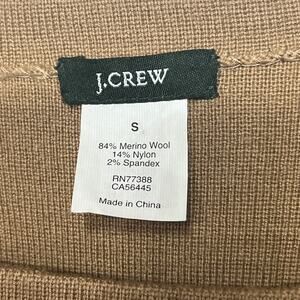 J.CREW
S
84% Merino Wool
14% Nylon
2% Spandex
RN77388
CA56445
Made in China